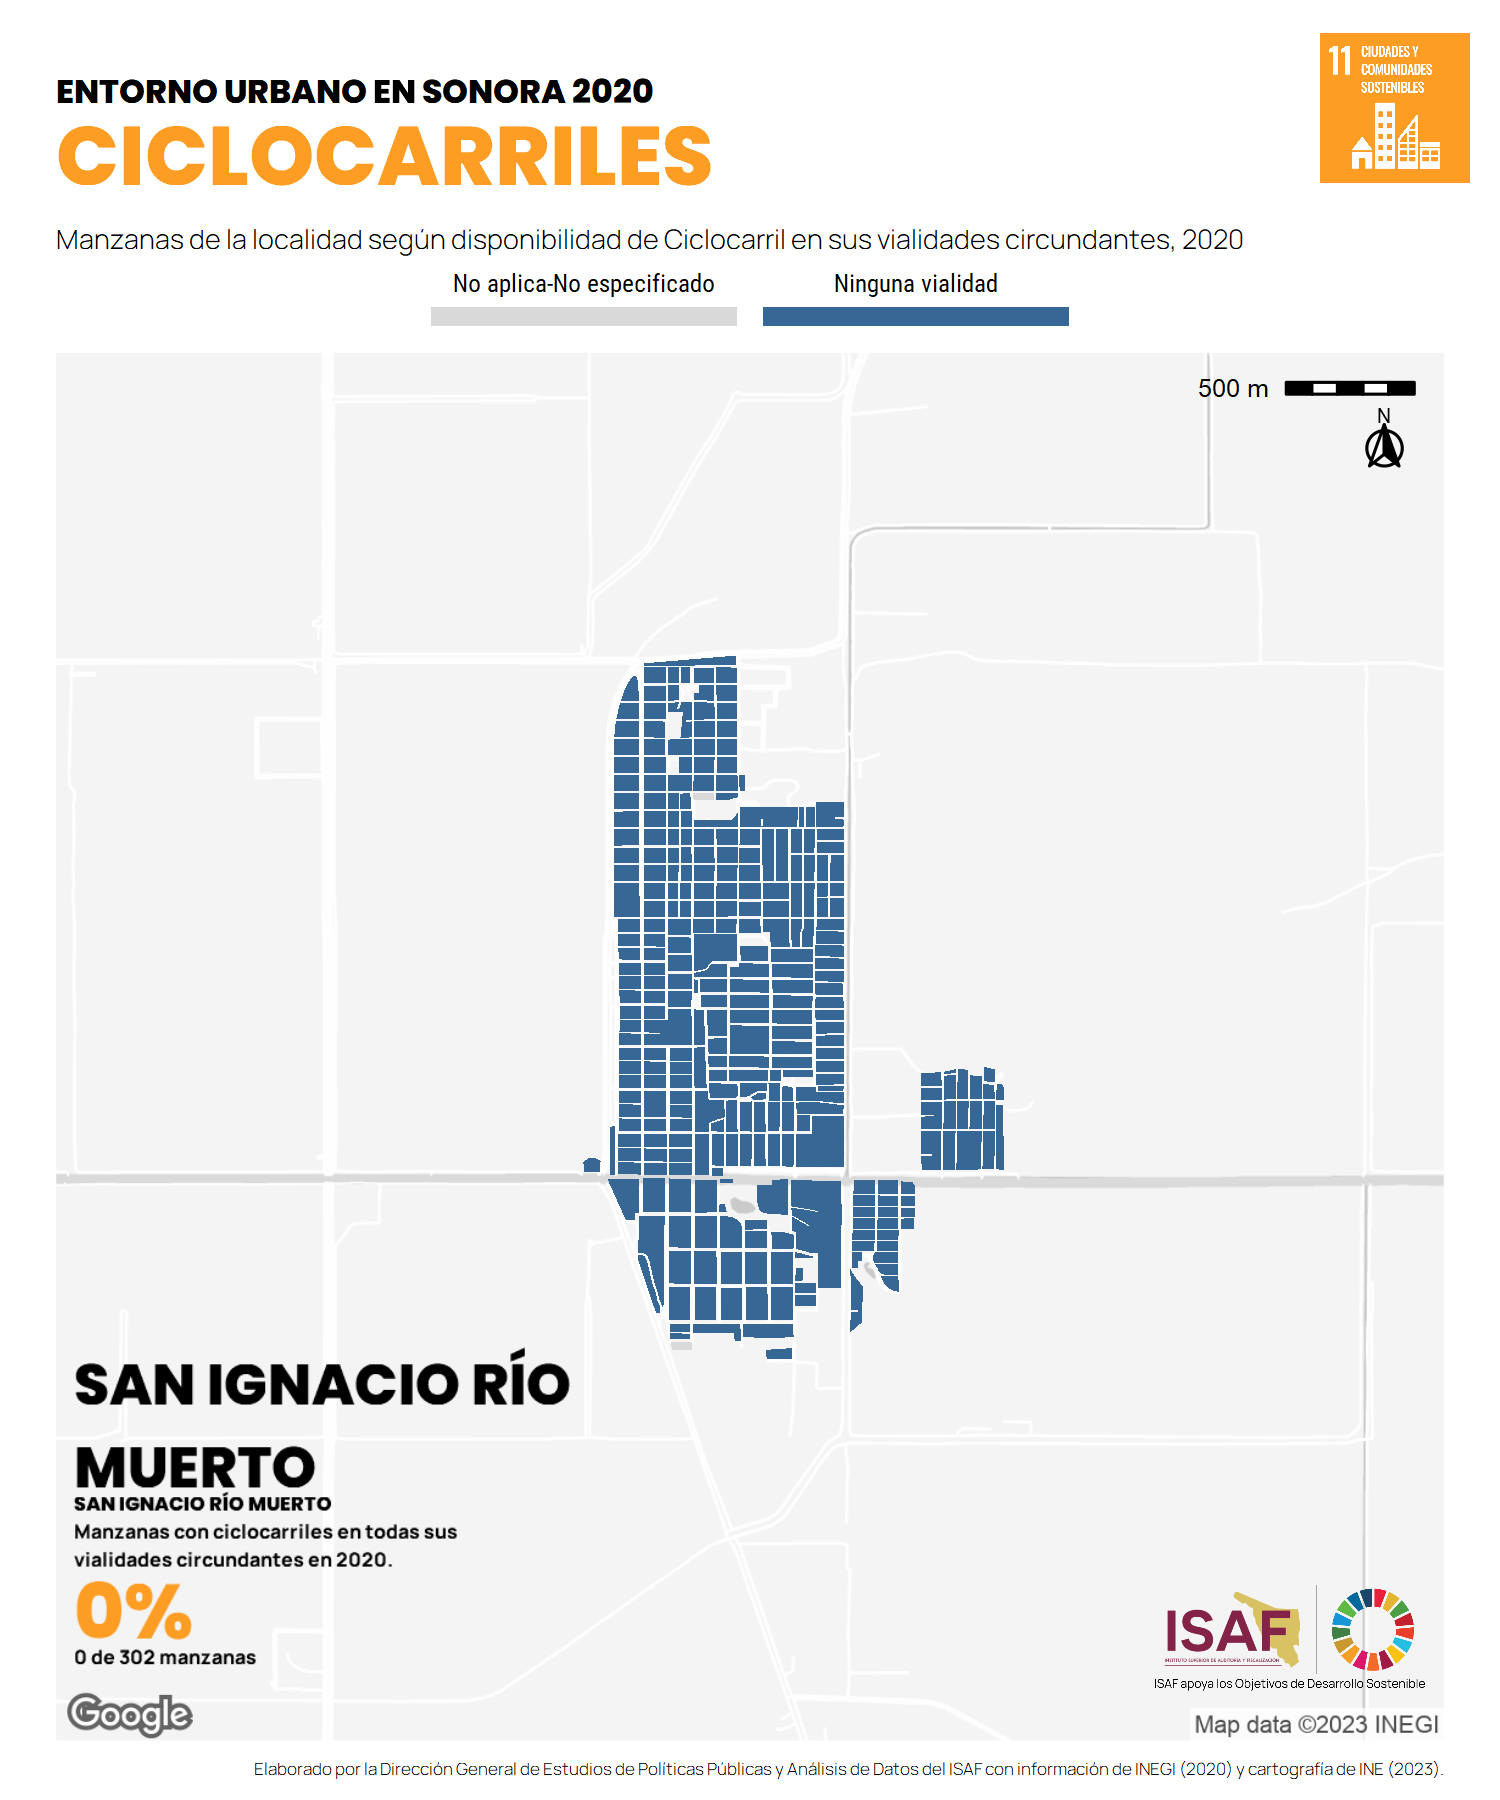 ENTORNO URBANO EN SONORA 2020
CICLOCARRILES
11 CIUDADES Y
COMUNIDADES
SOSTENIBLES
Manzanas de la localidad según disponibilidad de Ciclocarril en sus vialidades circundantes, 2020
No aplica-No especificado
Ninguna vialidad
500 m
N
SAN IGNACIO RÍO
MUERTO
SAN IGNACIO RÍO MUERTO
Manzanas con ciclocarriles en todas sus
vialidades circundantes en 2020.
0%
0 de 302 manzanas
Google
ISAF
INSTITUTO SUPERIOR DE AUDITORÍA Y FISCALIZACIÓN
ISAF apoya los Objetivos de Desarrollo Sostenible
Map data ©2023 INEGI
Elaborado por la Dirección General de Estudios de Políticas Públicas y Análisis de Datos del ISAF con información de INEGI (2020) y cartografía de INE (2023).